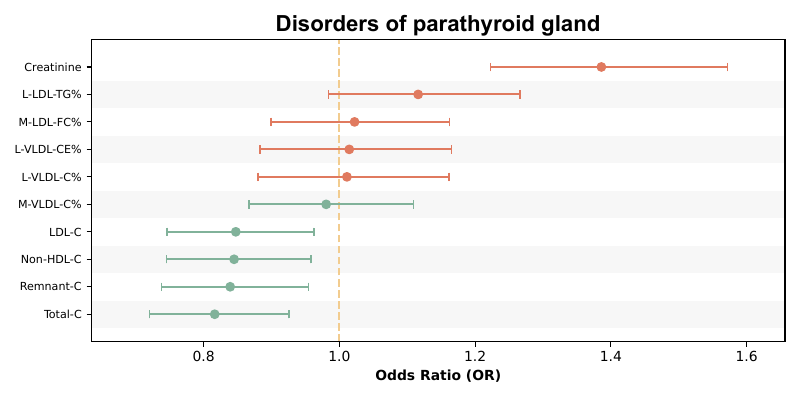 Disorders of parathyroid gland
Creatinine
L-LDL-TG%
M-LDL-FC%
L-VLDL-CE%
L-VLDL-C%
M-VLDL-C%
LDL-C
Non-HDL-C
Remnant-C
Total-C
0.8 1.0 1.2 1.4 1.6
Odds Ratio (OR)